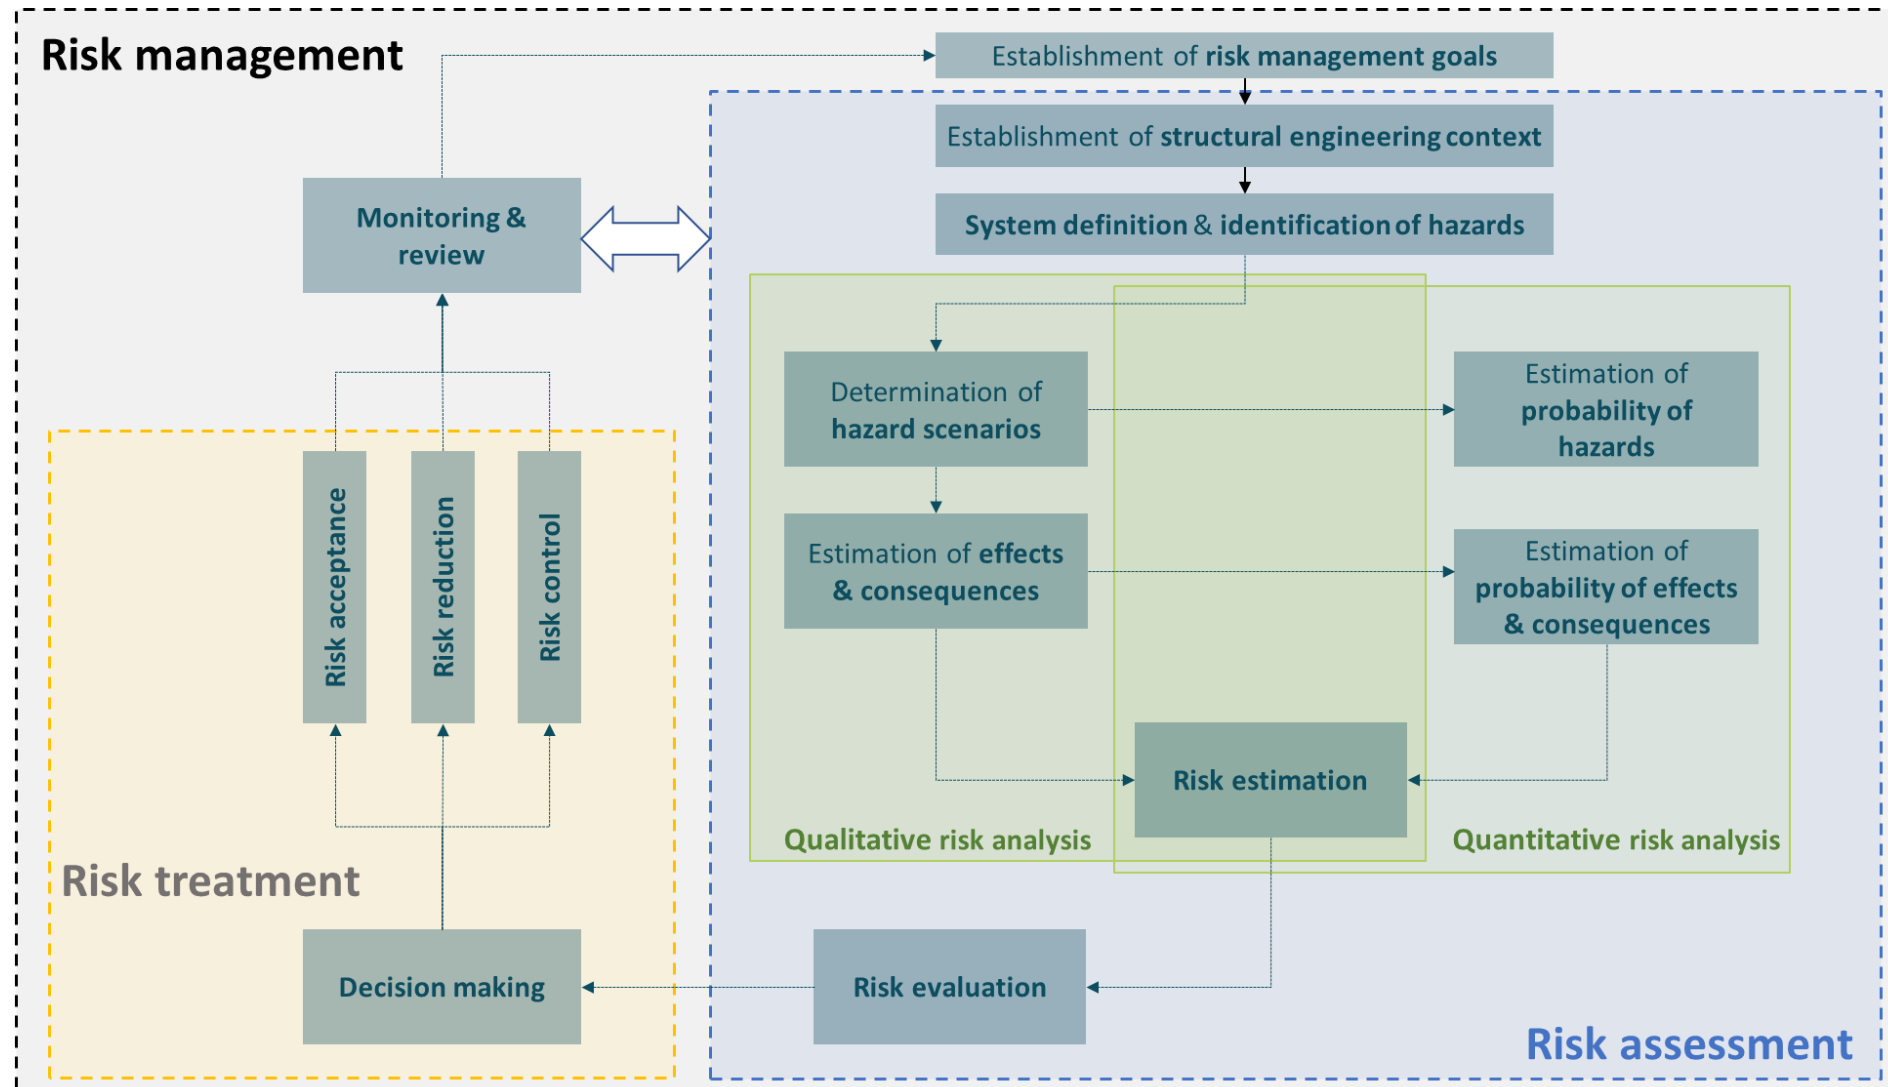 Risk management
Establishment of risk management goals
Establishment of structural engineering context
System definition & identification of hazards
Monitoring &
review
Determination of
hazard scenarios
Estimation of
probability of
hazards
Estimation of effects
& consequences
Estimation of
probability of effects
& consequences
Risk estimation
Qualitative risk analysis
Quantitative risk analysis
Risk acceptance
Risk reduction
Risk control
Risk treatment
Decision making
Risk evaluation
Risk assessment